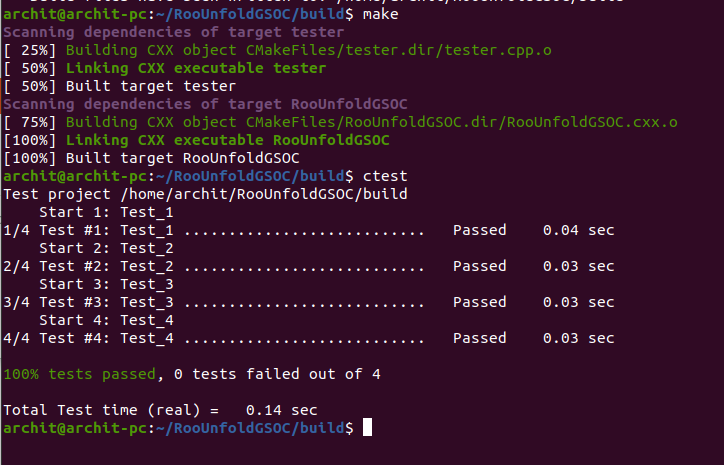 archit@archit-pc:~/RooUnfoldGSOC/build$ make
Scanning dependencies of target tester
[ 25%] Building CXX object CMakeFiles/tester.dir/tester.cpp.o
[ 50%] Linking CXX executable tester
[ 50%] Built target tester
Scanning dependencies of target RooUnfoldGSOC
[ 75%] Building CXX object CMakeFiles/RooUnfoldGSOC.dir/RooUnfoldGSOC.cxx.o
[100%] Linking CXX executable RooUnfoldGSOC
[100%] Built target RooUnfoldGSOC
archit@archit-pc:~/RooUnfoldGSOC/build$ ctest
Test project /home/archit/RooUnfoldGSOC/build
    Start 1: Test_1
1/4 Test #1: Test_1 ...........................   Passed    0.04 sec
    Start 2: Test_2
2/4 Test #2: Test_2 ...........................   Passed    0.03 sec
    Start 3: Test_3
3/4 Test #3: Test_3 ...........................   Passed    0.03 sec
    Start 4: Test_4
4/4 Test #4: Test_4 ...........................   Passed    0.03 sec
100% tests passed, 0 tests failed out of 4
Total Test time (real) =   0.14 sec
archit@archit-pc:~/RooUnfoldGSOC/build$